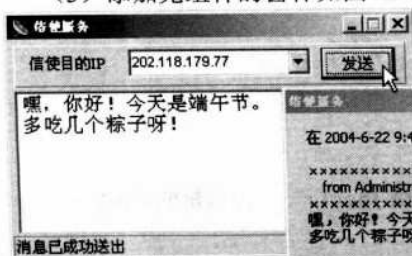 信使服务
信使目的IP 202.118.179.77 发送
嘿，你好！今天是端午节。
多吃几个粽子呀！
消息已成功送出
信使服务
在 2004-6-22 9:4
××××××××××
from Administr
××××××××××
嘿，你好！今天
多吃几个粽子呀